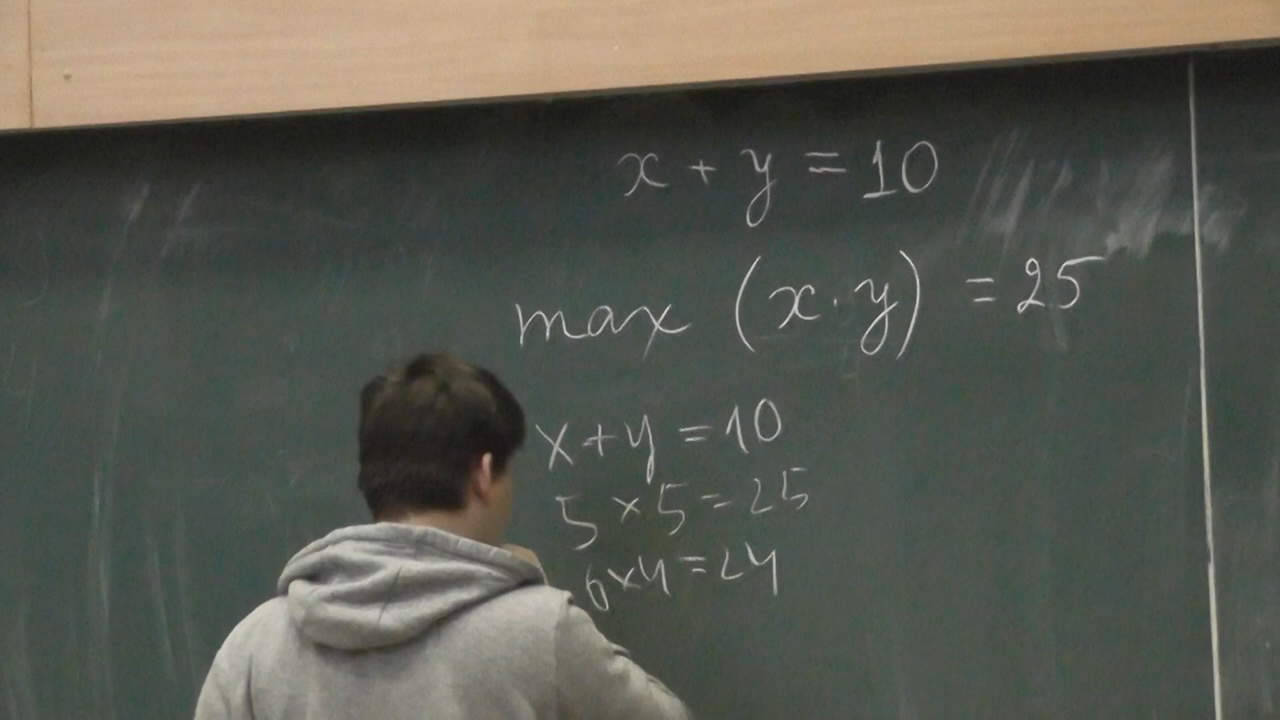 x + y = 10
max (x · y) = 25
x+y=10
5×5=25
6×4=24